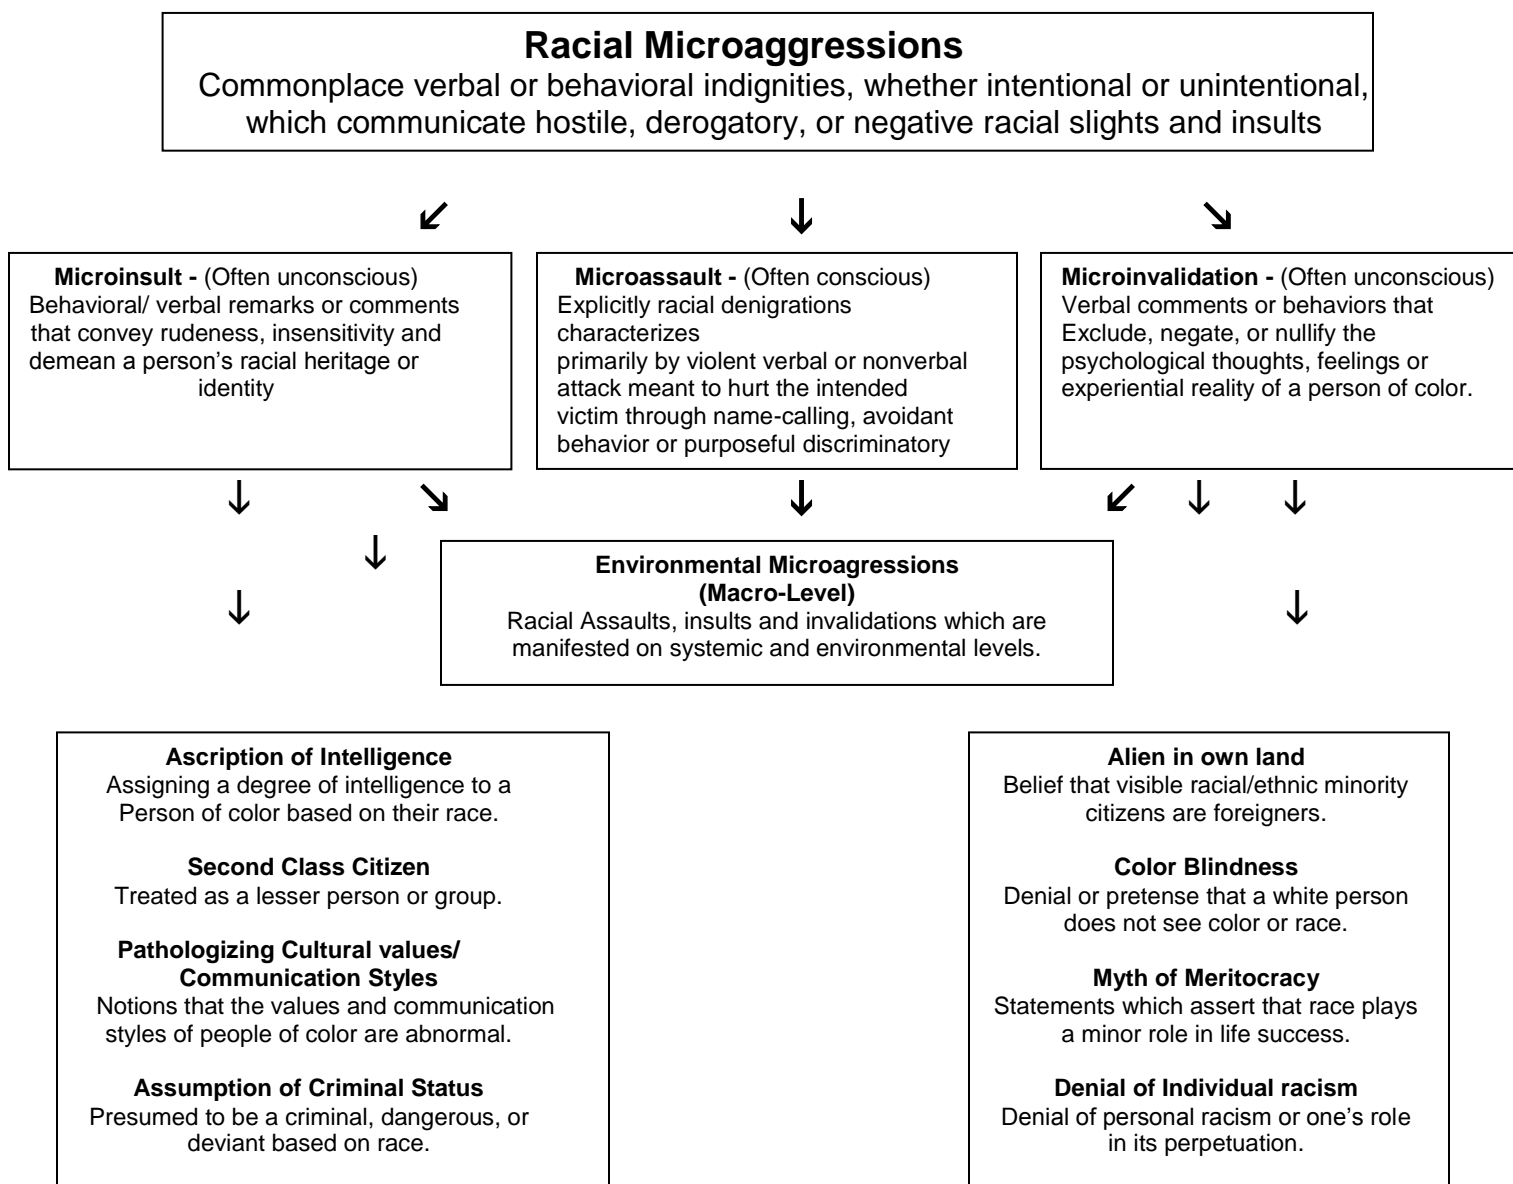 Racial Microaggressions
Commonplace verbal or behavioral indignities, whether intentional or unintentional,
which communicate hostile, derogatory, or negative racial slights and insults
Microinsult - (Often unconscious)
Behavioral/ verbal remarks or comments
that convey rudeness, insensitivity and
demean a person’s racial heritage or
identity
Microassault - (Often conscious)
Explicitly racial denigrations
characterizes
primarily by violent verbal or nonverbal
attack meant to hurt the intended
victim through name-calling, avoidant
behavior or purposeful discriminatory
Microinvalidation - (Often unconscious)
Verbal comments or behaviors that
Exclude, negate, or nullify the
psychological thoughts, feelings or
experiential reality of a person of color.
Environmental Microagressions
(Macro-Level)
Racial Assaults, insults and invalidations which are
manifested on systemic and environmental levels.
Ascription of Intelligence
Assigning a degree of intelligence to a
Person of color based on their race.
Second Class Citizen
Treated as a lesser person or group.
Pathologizing Cultural values/
Communication Styles
Notions that the values and communication
styles of people of color are abnormal.
Assumption of Criminal Status
Presumed to be a criminal, dangerous, or
deviant based on race.
Alien in own land
Belief that visible racial/ethnic minority
citizens are foreigners.
Color Blindness
Denial or pretense that a white person
does not see color or race.
Myth of Meritocracy
Statements which assert that race plays
a minor role in life success.
Denial of Individual racism
Denial of personal racism or one’s role
in its perpetuation.